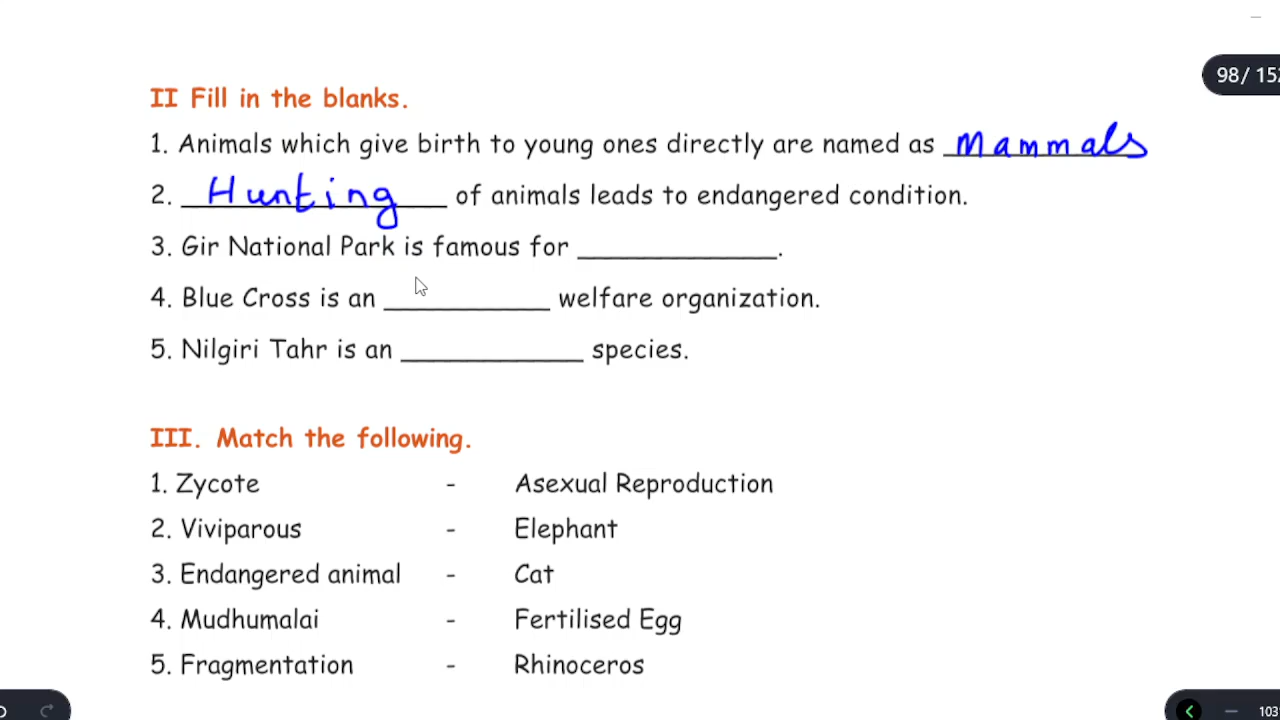 98/ 152
II Fill in the blanks.
1. Animals which give birth to young ones directly are named as Mammals
2. Hunting of animals leads to endangered condition.
3. Gir National Park is famous for ______________.
4. Blue Cross is an ____________ welfare organization.
5. Nilgiri Tahr is an _____________ species.
III. Match the following.
1. Zycote - Asexual Reproduction
2. Viviparous - Elephant
3. Endangered animal - Cat
4. Mudhumalai - Fertilised Egg
5. Fragmentation - Rhinoceros
103